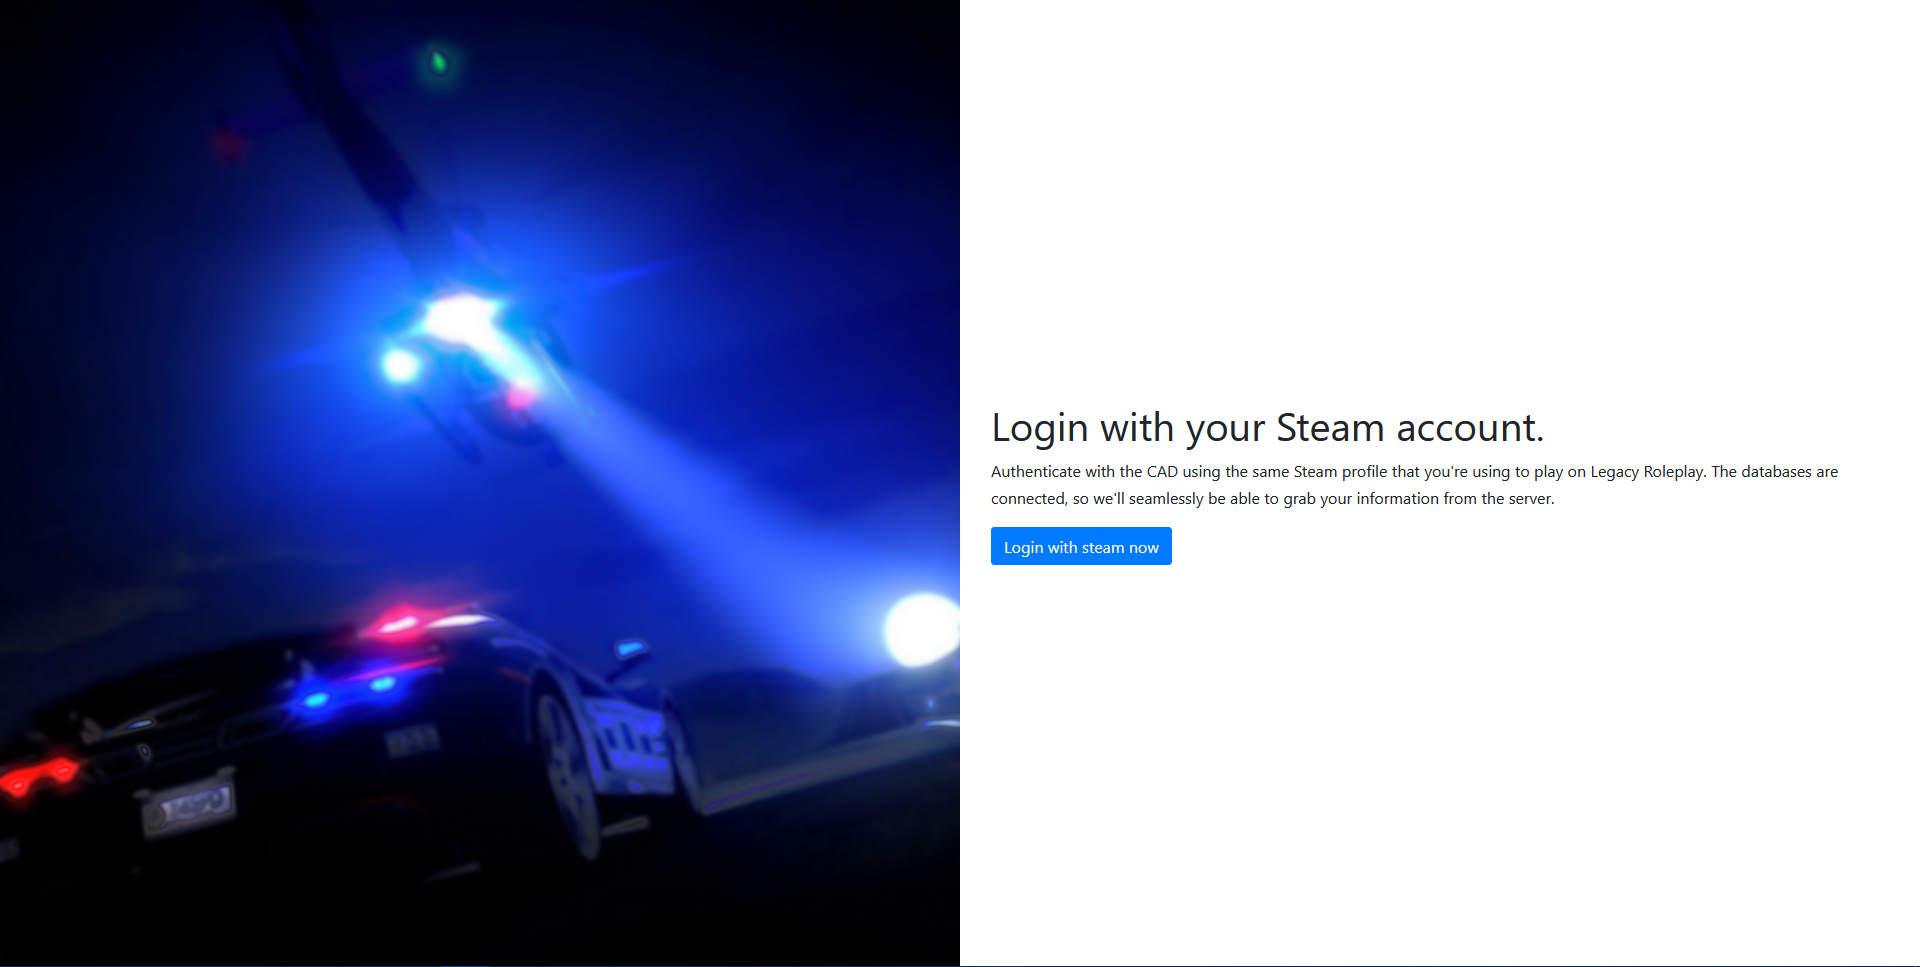 Login with your Steam account.
Authenticate with the CAD using the same Steam profile that you're using to play on Legacy Roleplay. The databases are
connected, so we'll seamlessly be able to grab your information from the server.
Login with steam now